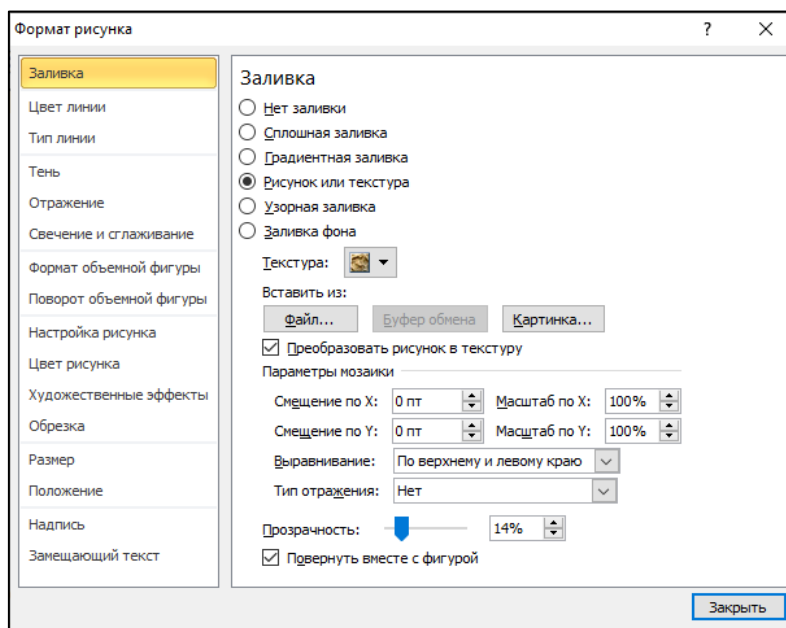 Формат рисунка
?
Заливка
Цвет линии
Тип линии
Тень
Отражение
Свечение и сглаживание
Формат объемной фигуры
Поворот объемной фигуры
Настройка рисунка
Цвет рисунка
Художественные эффекты
Обрезка
Размер
Положение
Надпись
Замещающий текст
Заливка
Нет заливки
Сплошная заливка
Градиентная заливка
Рисунок или текстура
Узорная заливка
Заливка фона
Текстура:
Вставить из:
Файл... Буфер обмена Картинка...
Преобразовать рисунок в текстуру
Параметры мозаики
Смещение по X: 0 пт Масштаб по X: 100%
Смещение по Y: 0 пт Масштаб по Y: 100%
Выравнивание: По верхнему и левому краю
Тип отражения: Нет
Прозрачность: 14%
Повернуть вместе с фигурой
Закрыть